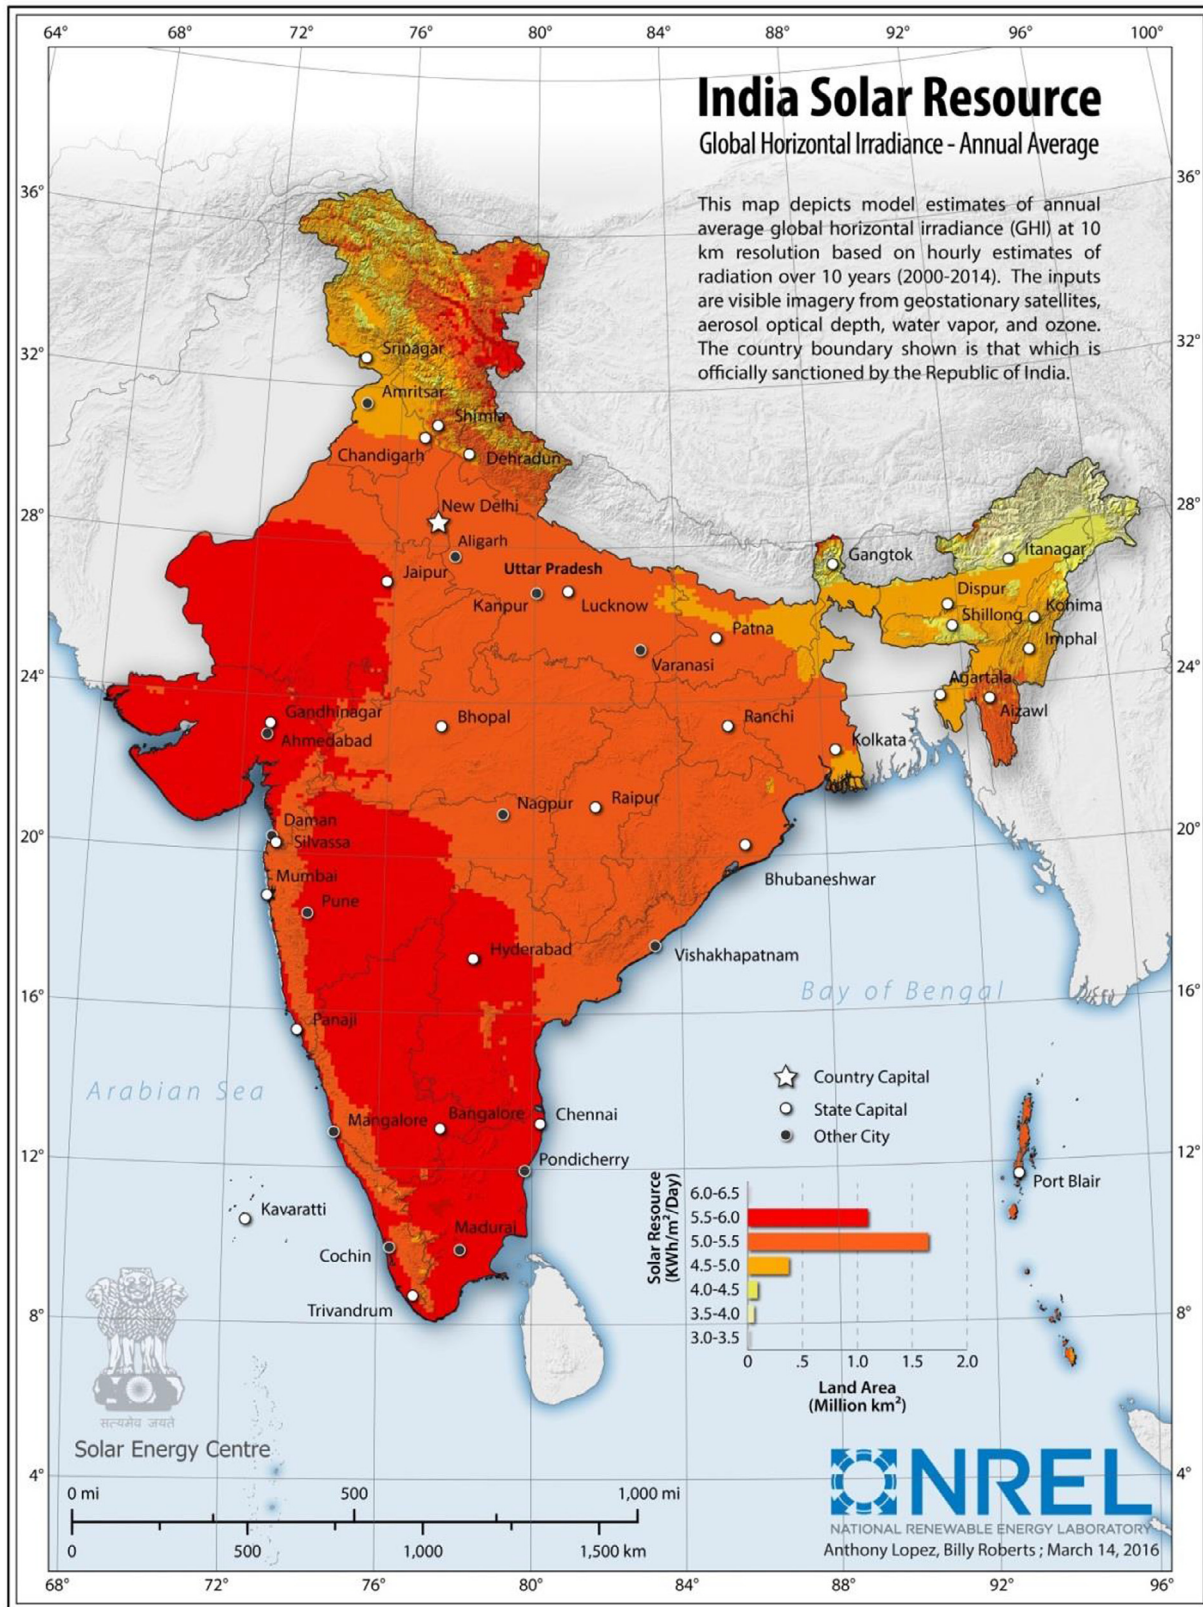 64° 68° 72° 76° 80° 84° 88° 92° 96° 100°
India Solar Resource
Global Horizontal Irradiance - Annual Average
This map depicts model estimates of annual
average global horizontal irradiance (GHI) at 10
km resolution based on hourly estimates of
radiation over 10 years (2000-2014). The inputs
are visible imagery from geostationary satellites,
aerosol optical depth, water vapor, and ozone.
The country boundary shown is that which is
officially sanctioned by the Republic of India.
36° 36°
32° 32°
Srinagar
Amritsar
Shimla
Chandigarh
Dehradun
28° 28°
New Delhi
Aligarh
Gangtok
Itanagar
Jaipur
Uttar Pradesh
Kanpur
Lucknow
Dispur
Shillong
Kohima
Patna
Imphal
Varanasi
24° 24°
Agartala
Aizawl
Gandhinagar
Ahmedabad
Bhopal
Ranchi
Kolkata
Nagpur
Raipur
20° 20°
Daman
Silvassa
Mumbai
Bhubaneshwar
Pune
Hyderabad
Vishakhapatnam
16° 16°
Bay of Bengal
Panaji
Arabian Sea
Country Capital
State Capital
Other City
Mangalore
Bangalore
Chennai
12° 12°
Pondicherry
Port Blair
Kavaratti
Madurai
Cochin
Trivandrum
8° 8°
Solar Resource
(KWh/m²/Day)
6.0-6.5
5.5-6.0
5.0-5.5
4.5-5.0
4.0-4.5
3.5-4.0
3.0-3.5
0 .5 1.0 1.5 2.0
Land Area
(Million km²)
सत्यमेव जयते
Solar Energy Centre
4° 4°
0 mi 500 1,000 mi
0 500 1,000 1,500 km
NREL
NATIONAL RENEWABLE ENERGY LABORATORY
Anthony Lopez, Billy Roberts ; March 14, 2016
68° 72° 76° 80° 84° 88° 92° 96°